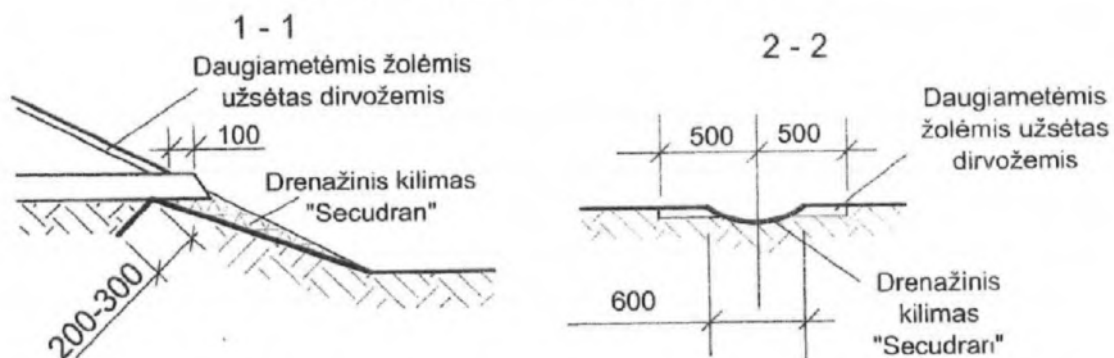 1 - 1
Daugiametėmis žolėmis
užsėtas dirvožemis
100
Drenažinis kilimas
"Secudran"
200-300
2 - 2
500
500
Daugiametėmis
žolėmis užsėtas
dirvožemis
600
Drenažinis
kilimas
"Secudran"